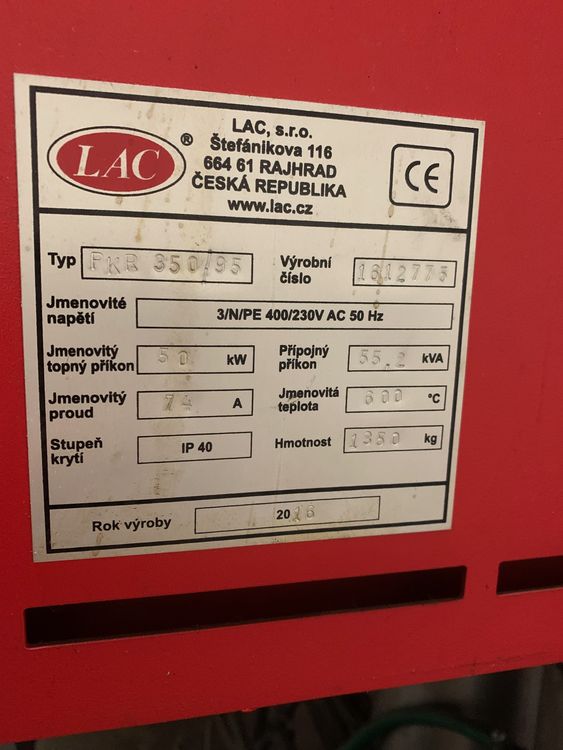 LAC ®
LAC, s.r.o.
Štefánikova 116
664 61 RAJHRAD
ČESKÁ REPUBLIKA
www.lac.cz
CE
Typ PKR 350/95
Výrobní číslo 1612775
Jmenovité napětí 3/N/PE 400/230V AC 50 Hz
Jmenovitý topný příkon 50 kW
Přípojný příkon 55,2 kVA
Jmenovitý proud 74 A
Jmenovitá teplota 600 °C
Stupeň krytí IP 40
Hmotnost 1350 kg
Rok výroby 2016